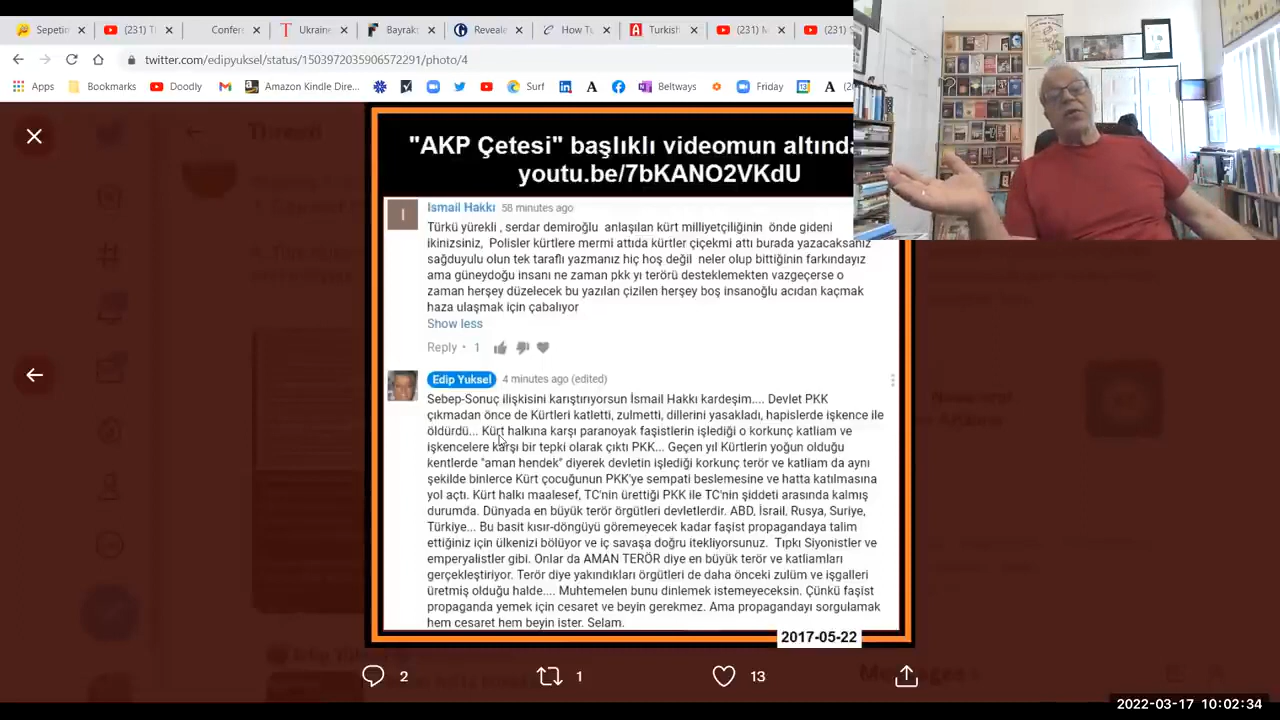 Sepetin
(231) T
Confere
Ukrain
Bayrak
Reveale
How Tu
Turkish
(231) N
(231) S
twitter.com/edipyuksel/status/1503972035906572291/photo/4
Apps
Bookmarks
Doodly
Amazon Kindle Dire...
Surf
Beltways
Friday
"AKP Çetesi" başlıklı videomun altında
youtu.be/7bKANO2VKdU
I
İsmail Hakkı 58 minutes ago
Türkü yürekli , serdar demiroğlu anlaşılan kürt milliyetçiliğinin önde gideni
ikinizsiniz, Polisler kürtlere mermi attıda kürtler çiçekmi attı burada yazacaksanız
sağduyulu olun tek taraflı yazmanız hiç hoş değil neler olup bittiğinin farkındayız
ama güneydoğu insanı ne zaman pkk yı terörü desteklemekten vazgeçerse o
zaman herşey düzelecek bu yazılan çizilen herşey boş insanoğlu acıdan kaçmak
haza ulaşmak için çabalıyor
Show less
Reply • 1
Edip Yuksel 4 minutes ago (edited)
Sebep-Sonuç ilişkisini karıştırıyorsun İsmail Hakkı kardeşim.... Devlet PKK
çıkmadan önce de Kürtleri katletti, zulmetti, dillerini yasakladı, hapislerde işkence ile
öldürdü... Kürt halkına karşı paranoyak faşistlerin işlediği o korkunç katliam ve
işkencelere karşı bir tepki olarak çıktı PKK... Geçen yıl Kürtlerin yoğun olduğu
kentlerde "aman hendek" diyerek devletin işlediği korkunç terör ve katliam da aynı
şekilde binlerce Kürt çocuğunun PKK'ye sempati beslemesine ve hatta katılmasına
yol açtı. Kürt halkı maalesef, TC'nin ürettiği PKK ile TC'nin şiddeti arasında kalmış
durumda. Dünyada en büyük terör örgütleri devletlerdir. ABD, İsrail, Rusya, Suriye,
Türkiye... Bu basit kısır-döngüyü göremeyecek kadar faşist propagandaya talim
ettiğiniz için ülkenizi bölüyor ve iç savaşa doğru itekliyorsunuz. Tıpkı Siyonistler ve
emperyalistler gibi. Onlar da AMAN TERÖR diye en büyük terör ve katliamları
gerçekleştiriyor. Terör diye yakındıkları örgütleri de daha önceki zulüm ve işgalleri
üretmiş olduğu halde.... Muhtemelen bunu dinlemek istemeyeceksin. Çünkü faşist
propaganda yemek için cesaret ve beyin gerekmez. Ama propagandayı sorgulamak
hem cesaret hem beyin ister. Selam.
2017-05-22
2
1
13
2022-03-17 10:02:34